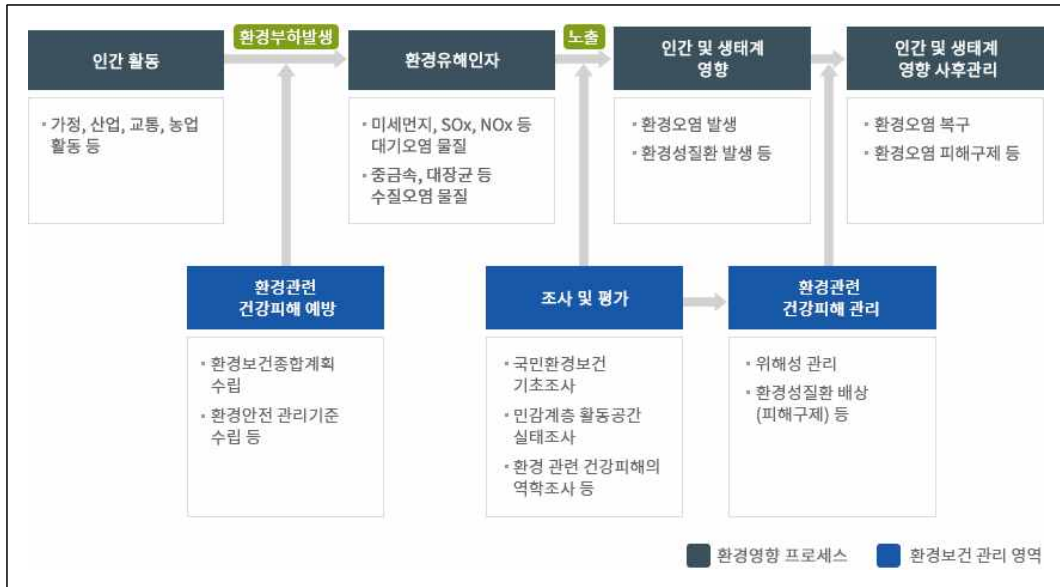 환경부하발생
노출
인간 활동
환경유해인자
인간 및 생태계
영향
인간 및 생태계
영향 사후관리
• 가정, 산업, 교통, 농업
활동 등
• 미세먼지, SOx, NOx 등
대기오염 물질
• 중금속, 대장균 등
수질오염 물질
• 환경오염 발생
• 환경성질환 발생 등
• 환경오염 복구
• 환경오염 피해구제 등
환경관련
건강피해 예방
조사 및 평가
환경관련
건강피해 관리
• 환경보건종합계획
수립
• 환경안전 관리기준
수립 등
• 국민환경보건
기초조사
• 민감계층 활동공간
실태조사
• 환경 관련 건강피해의
역학조사 등
• 위해성 관리
• 환경성질환 배상
(피해구제) 등
환경영향 프로세스
환경보건 관리 영역